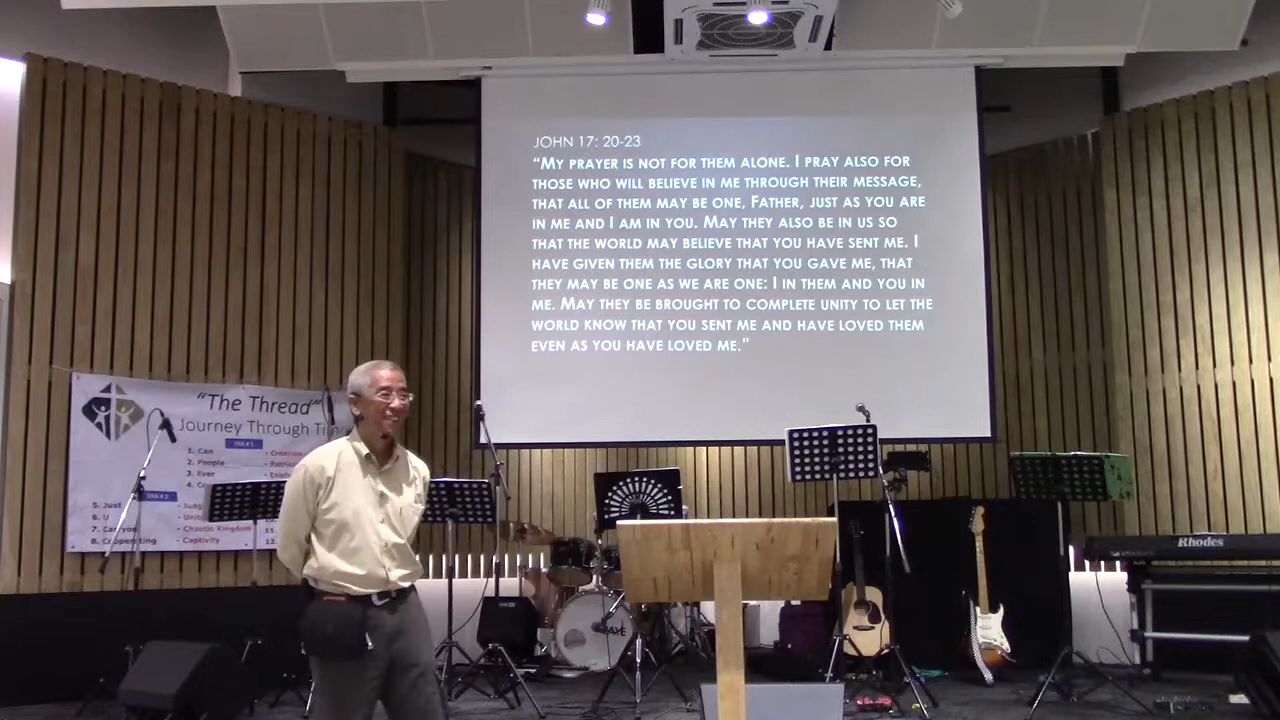 JOHN 17: 20-23
“MY PRAYER IS NOT FOR THEM ALONE. I PRAY ALSO FOR
THOSE WHO WILL BELIEVE IN ME THROUGH THEIR MESSAGE,
THAT ALL OF THEM MAY BE ONE, FATHER, JUST AS YOU ARE
IN ME AND I AM IN YOU. MAY THEY ALSO BE IN US SO
THAT THE WORLD MAY BELIEVE THAT YOU HAVE SENT ME. I
HAVE GIVEN THEM THE GLORY THAT YOU GAVE ME, THAT
THEY MAY BE ONE AS WE ARE ONE: I IN THEM AND YOU IN
ME. MAY THEY BE BROUGHT TO COMPLETE UNITY TO LET THE
WORLD KNOW THAT YOU SENT ME AND HAVE LOVED THEM
EVEN AS YOU HAVE LOVED ME.”
“The Thread”
Journey Through
1. Can
2. People
3. Ever
4.
5. Just
6. U
7.
8. - Captivity
- Chaotic Kingdom
11.
12.
Rhodes